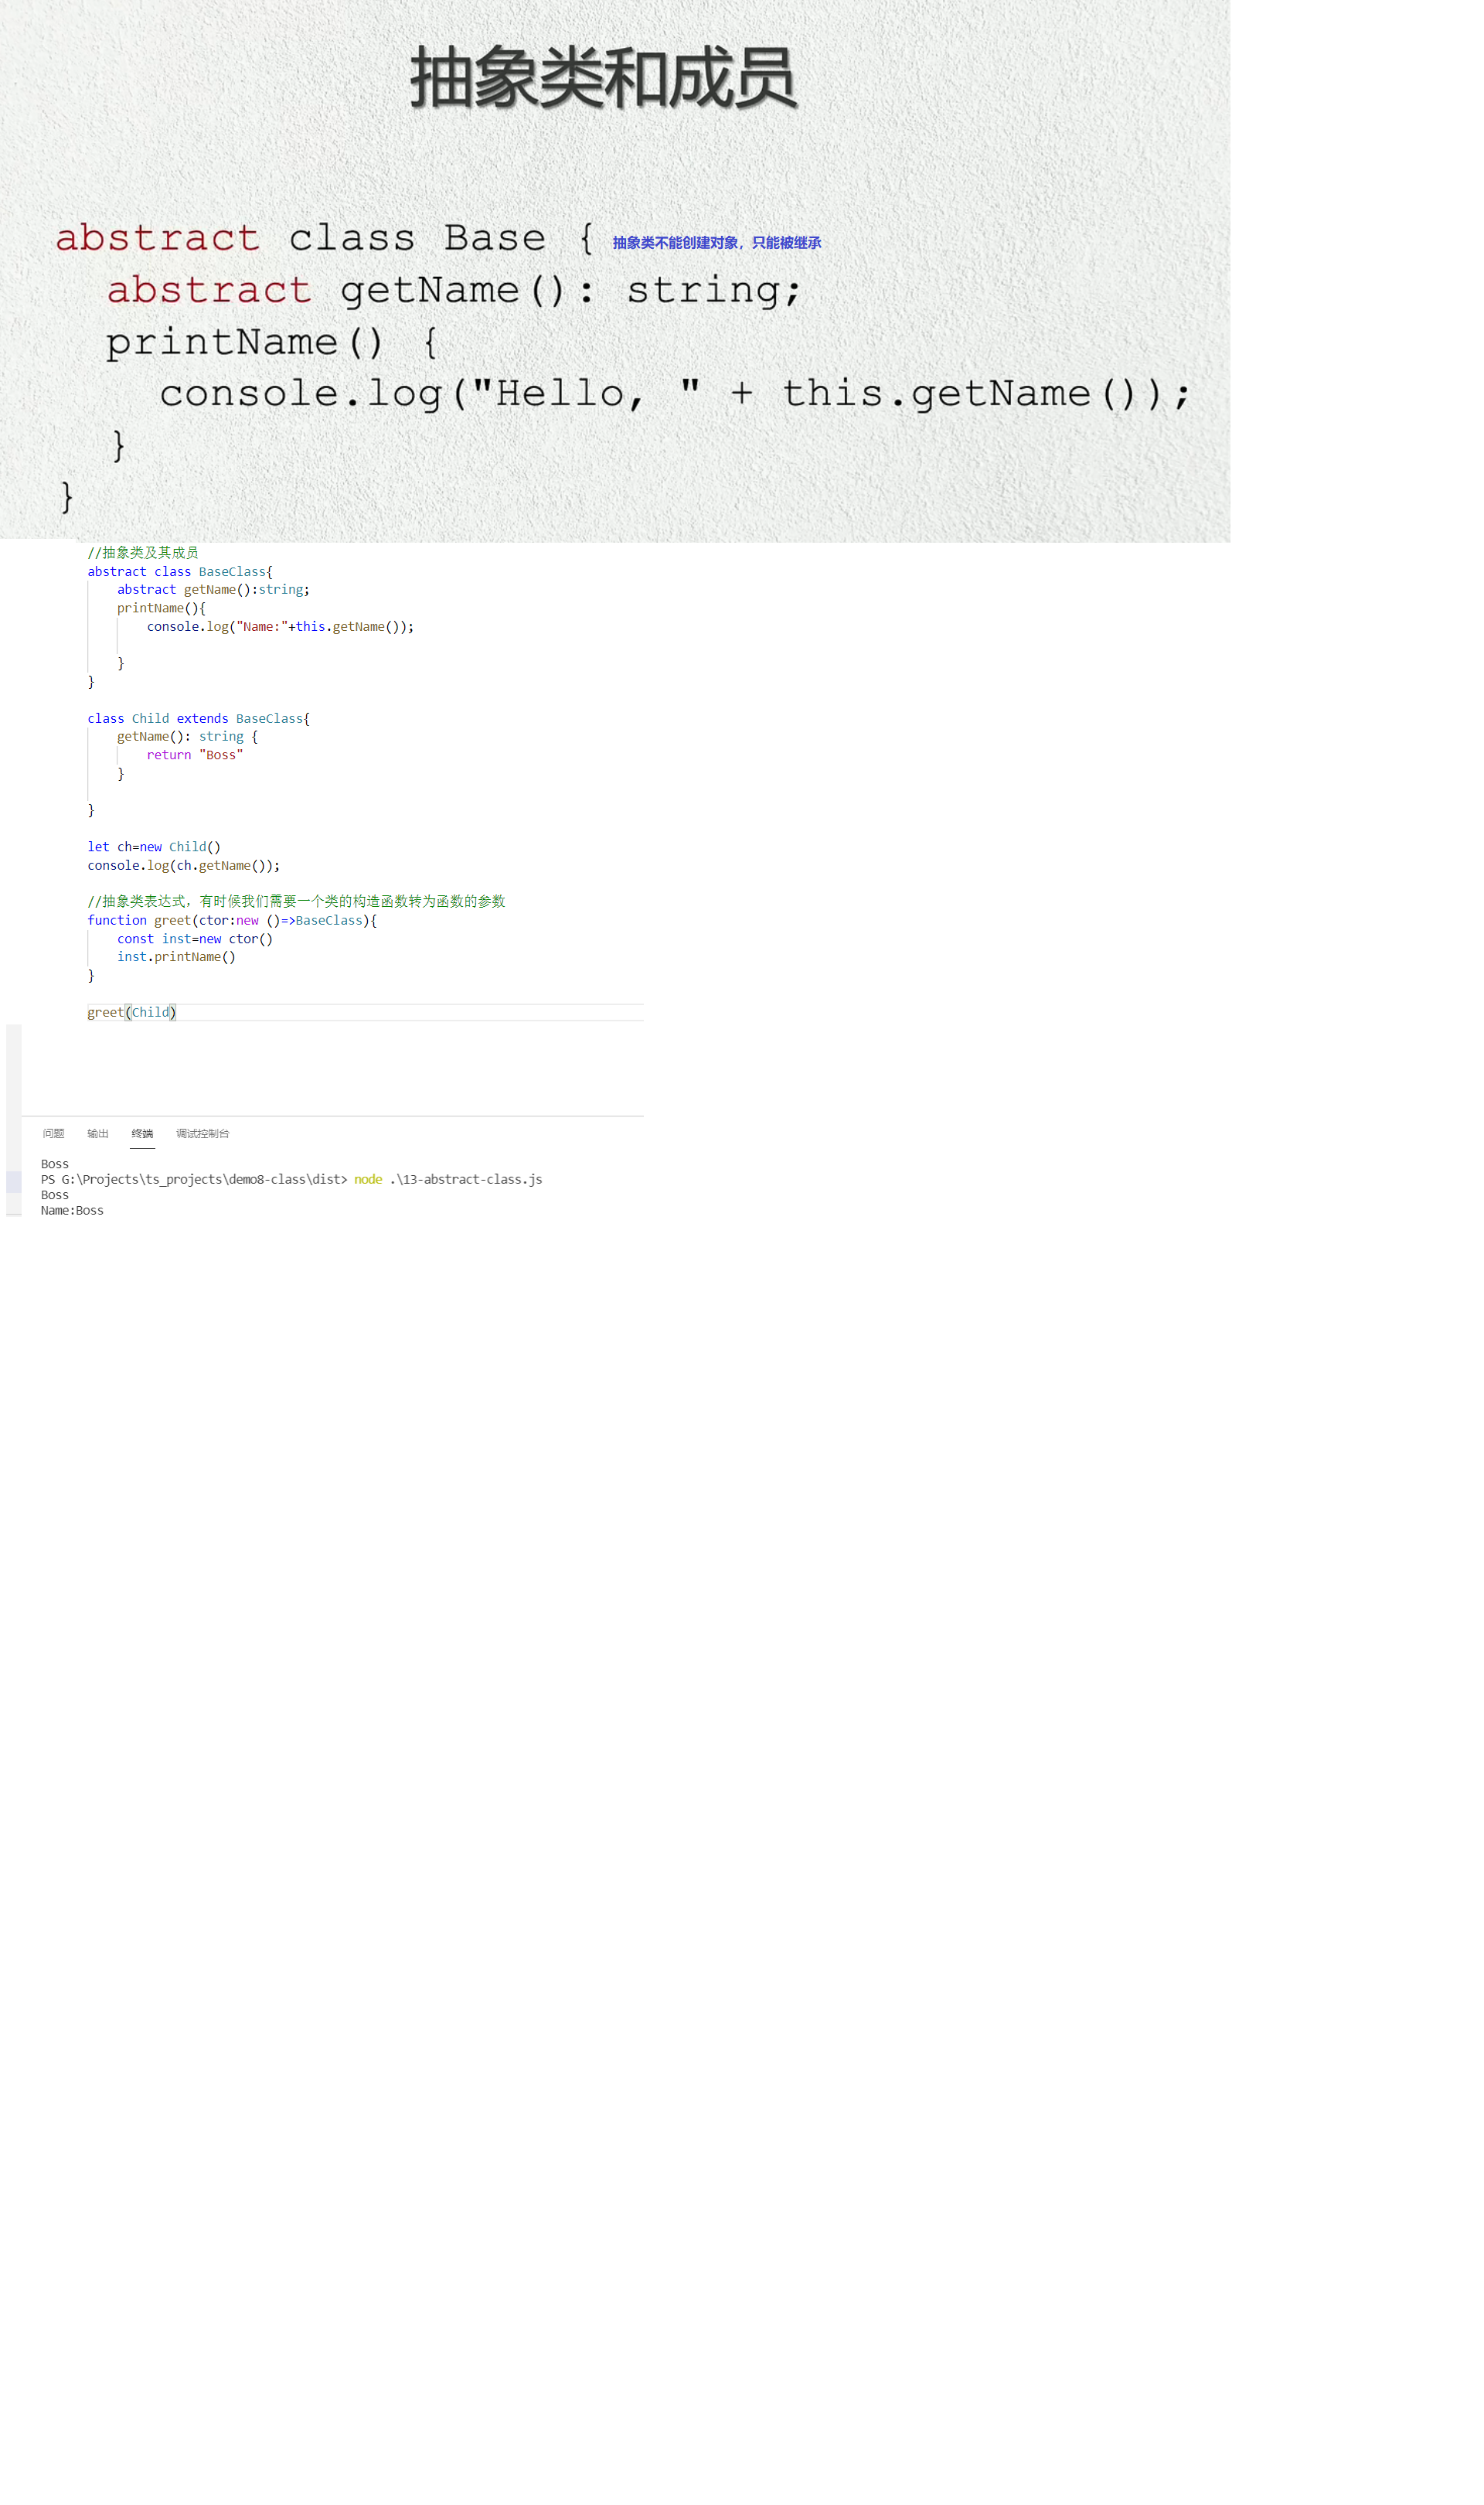 抽象类和成员
abstract class Base { 抽象类不能创建对象，只能被继承
abstract getName(): string;
printName() {
console.log("Hello, " + this.getName());
}
}
//抽象类及其成员
abstract class BaseClass{
abstract getName():string;
printName(){
console.log("Name:"+this.getName());
}
}
class Child extends BaseClass{
getName(): string {
return "Boss"
}
}
let ch=new Child()
console.log(ch.getName());
//抽象类表达式，有时候我们需要一个类的构造函数转为函数的参数
function greet(ctor:new ()=>BaseClass){
const inst=new ctor()
inst.printName()
}
greet(Child)
问题 输出 终端 调试控制台
Boss
PS G:\Projects\ts_projects\demo8-class\dist> node .\13-abstract-class.js
Boss
Name:Boss